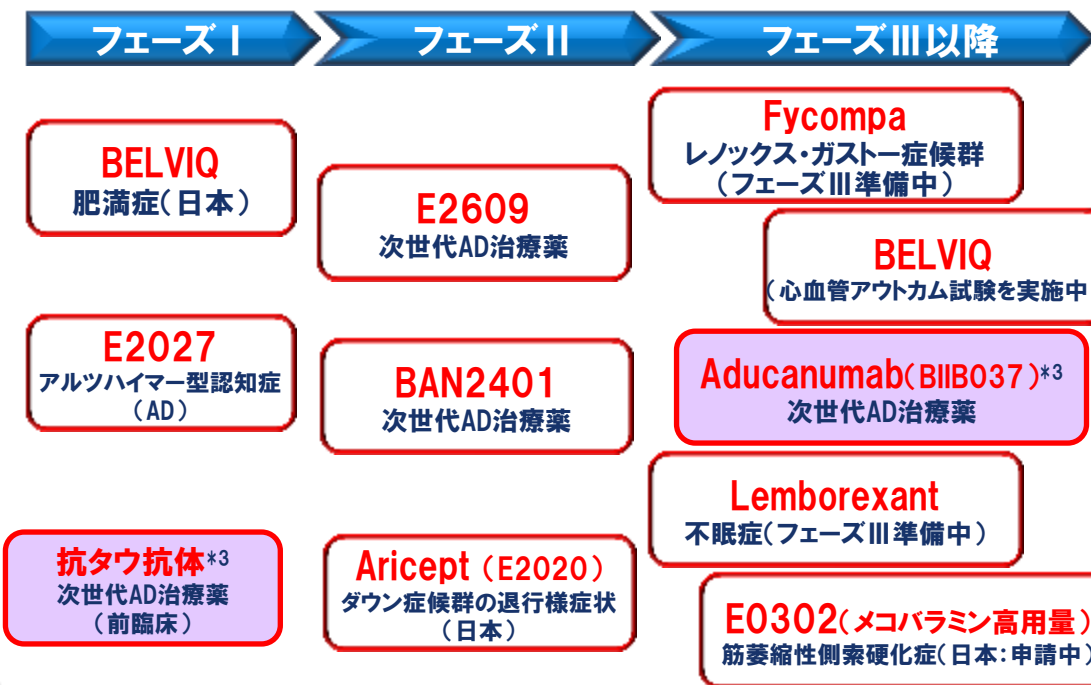 フェーズⅠ
フェーズⅡ
フェーズⅢ以降
BELVIQ
肥満症(日本)
E2027
アルツハイマー型認知症
(AD)
抗タウ抗体*3
次世代AD治療薬
(前臨床)
E2609
次世代AD治療薬
BAN2401
次世代AD治療薬
Aricept(E2020)
ダウン症候群の退行様症状
(日本)
Fycompa
レノックス・ガストー症候群
(フェーズⅢ準備中)
BELVIQ
(心血管アウトカム試験を実施中
Aducanumab(BIIB037)*3
次世代AD治療薬
Lemborexant
不眠症(フェーズⅢ準備中)
E0302(メコバラミン高用量)
筋萎縮性側索硬化症(日本:申請中)